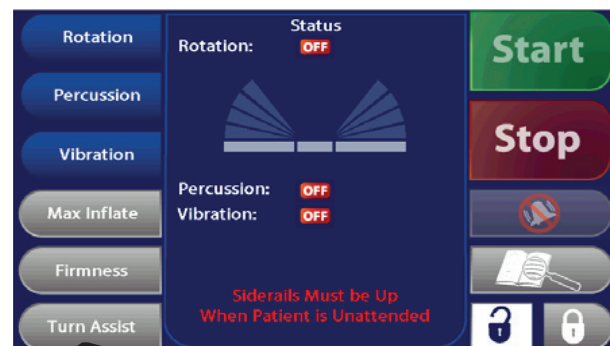 Rotation
Percussion
Vibration
Max Inflate
Firmness
Turn Assist
Status
Rotation: OFF
Percussion: OFF
Vibration: OFF
Siderails Must be Up
When Patient is Unattended
Start
Stop